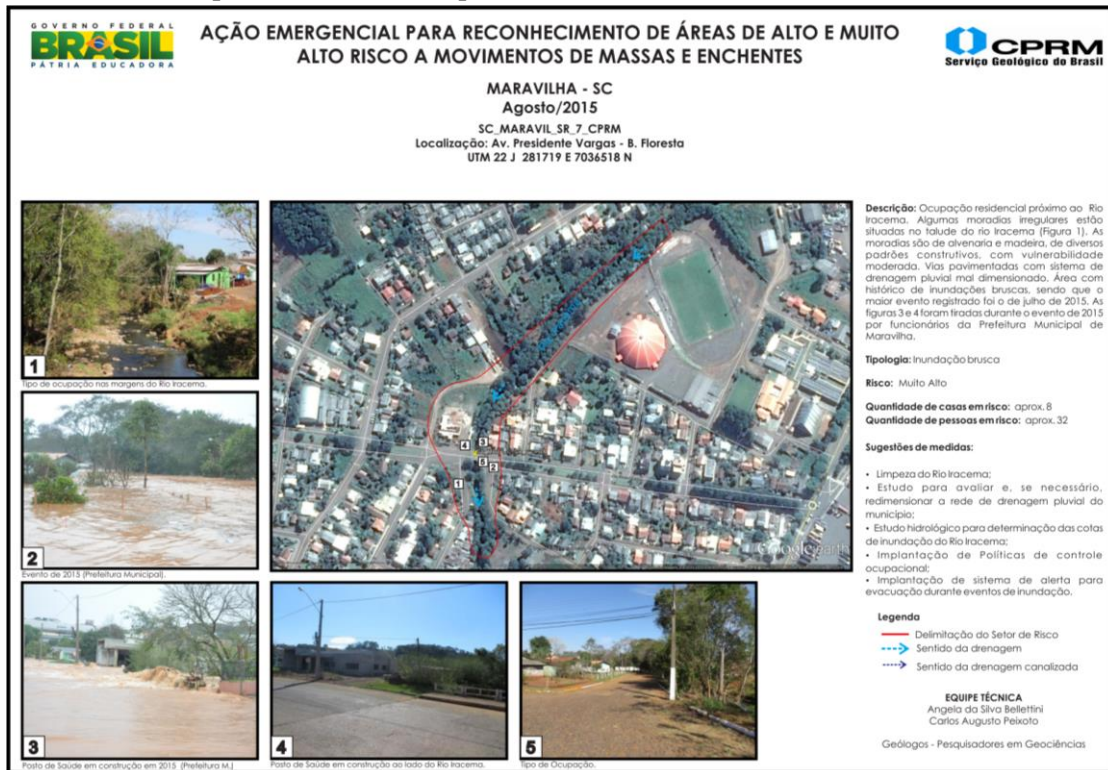 GOVERNO FEDERAL
BRASIL
PÁTRIA EDUCADORA
AÇÃO EMERGENCIAL PARA RECONHECIMENTO DE ÁREAS DE ALTO E MUITO
ALTO RISCO A MOVIMENTOS DE MASSAS E ENCHENTES
CPRM
Serviço Geológico do Brasil
MARAVILHA - SC
Agosto/2015
SC_MARAVIL_SR_7_CPRM
Localização: Av. Presidente Vargas - B. Floresta
UTM 22 J 281719 E 7036518 N
1
Tipo de ocupação nas margens do Rio Iracema.
2
Evento de 2015 (Prefeitura Municipal).
3
Posto de Saúde em construção em 2015 (Prefeitura M.)
4
Posto de Saúde em construção ao lado do Rio Iracema.
5
Tipo de Ocupação.
4
3
5
2
1
Google earth
Descrição: Ocupação residencial próximo ao Rio
Iracema. Algumas moradias irregulares estão
situadas no talude do rio Iracema (Figura 1). As
moradias são de alvenaria e madeira, de diversos
padrões construtivos, com vulnerabilidade
moderada. Vias pavimentadas com sistema de
drenagem pluvial mal dimensionado. Área com
histórico de inundações bruscas, sendo que o
maior evento registrado foi o de julho de 2015. As
figuras 3 e 4 foram tiradas durante o evento de 2015
por funcionários da Prefeitura Municipal de
Maravilha.
Tipologia: Inundação brusca
Risco: Muito Alto
Quantidade de casas em risco: aprox. 8
Quantidade de pessoas em risco: aprox. 32
Sugestões de medidas:
• Limpeza do Rio Iracema;
• Estudo para avaliar e, se necessário,
redimensionar a rede de drenagem pluvial do
município;
• Estudo hidrológico para determinação das cotas
de inundação do Rio Iracema;
• Implantação de Políticas de controle
ocupacional;
• Implantação de sistema de alerta para
evacuação durante eventos de inundação.
Legenda
Delimitação do Setor de Risco
Sentido da drenagem
Sentido da drenagem canalizada
EQUIPE TÉCNICA
Angela da Silva Bellettini
Carlos Augusto Peixoto
Geólogos - Pesquisadores em Geociências